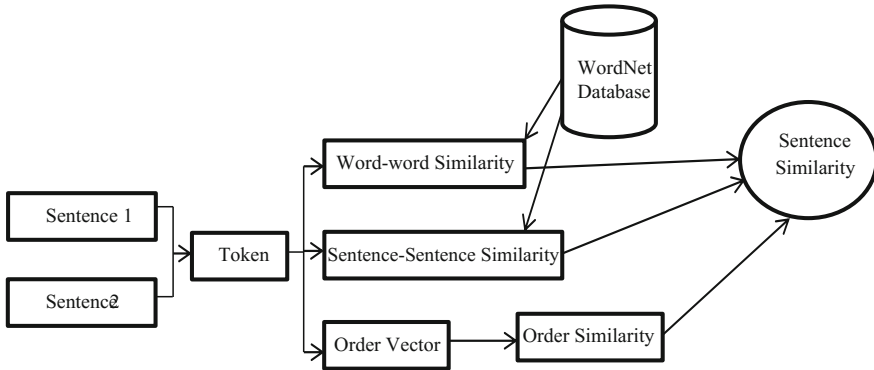 WordNet
Database
Word-word Similarity
Sentence
Similarity
Sentence 1
Token
Sentence-Sentence Similarity
Sentence2
Order Vector
Order Similarity